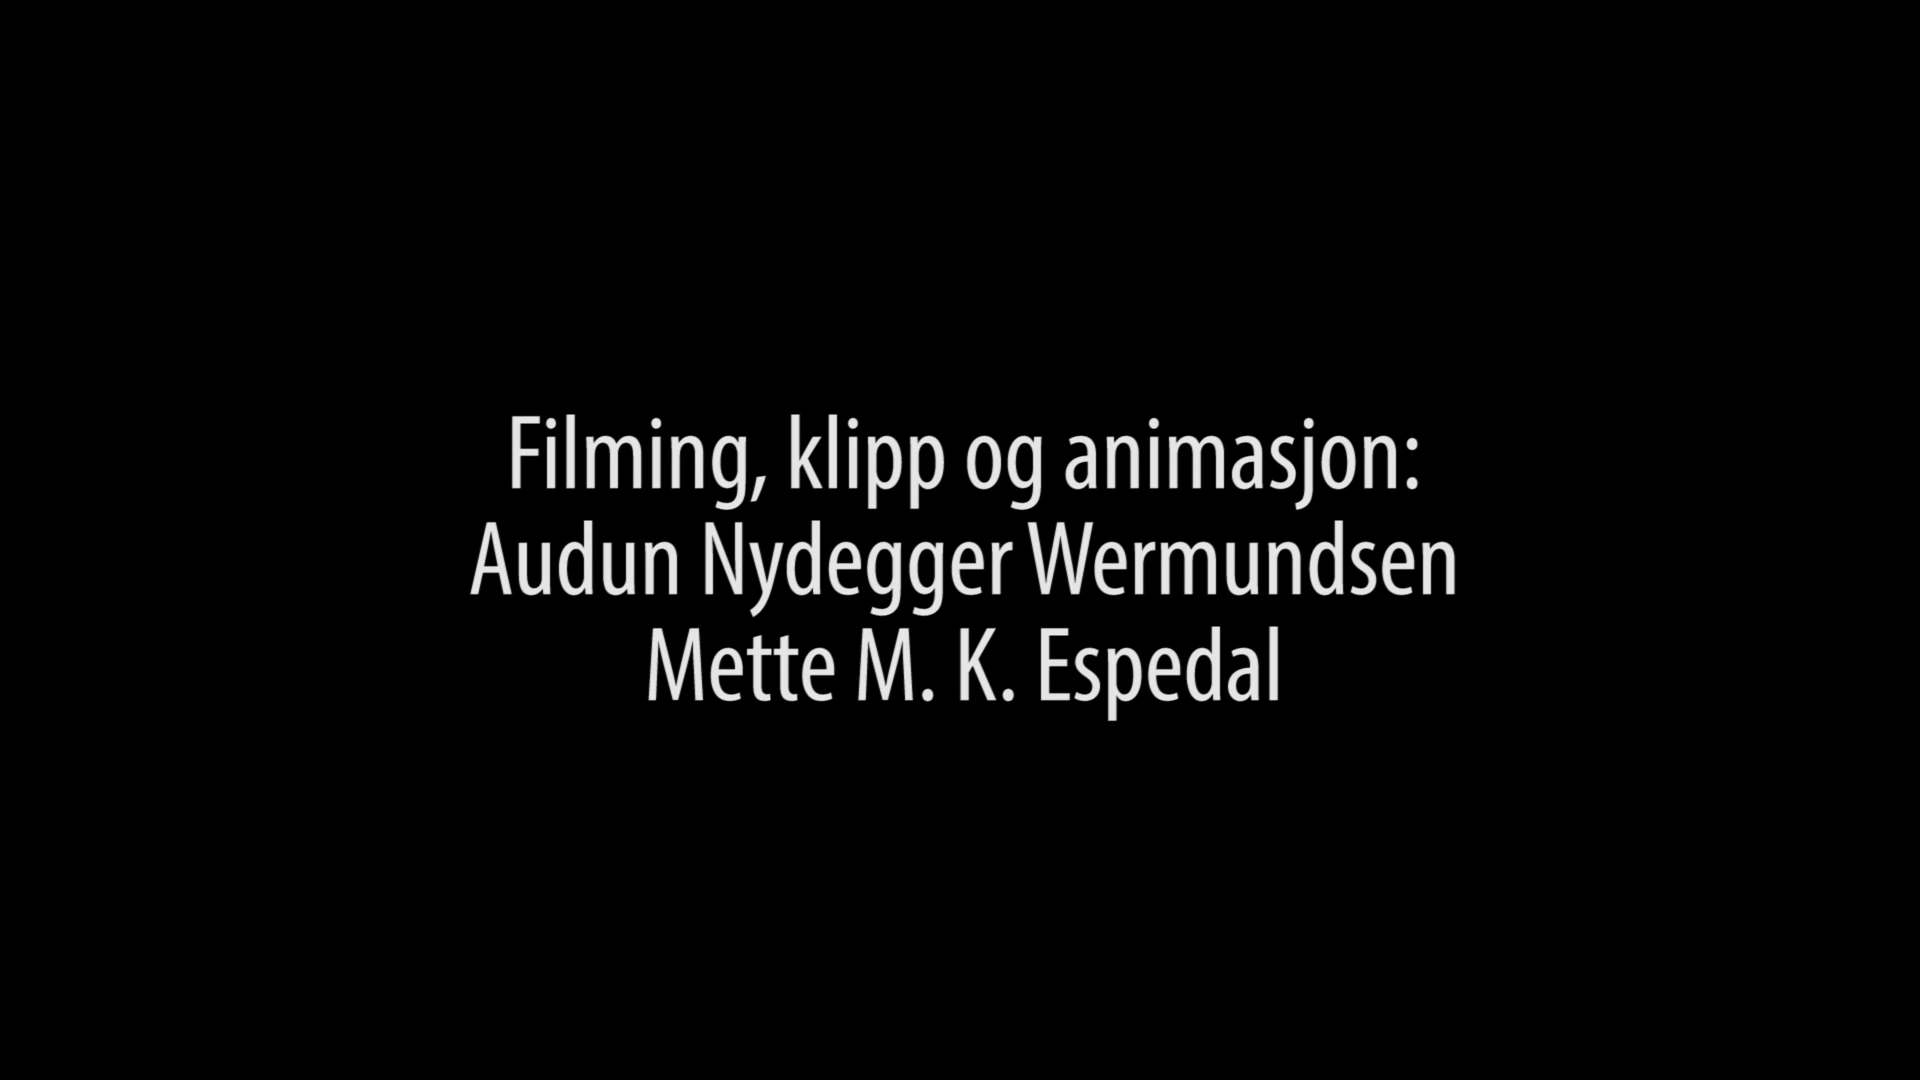 Filming, klipp og animasjon:
Audun Nydegger Wermundsen
Mette M. K. Espedal